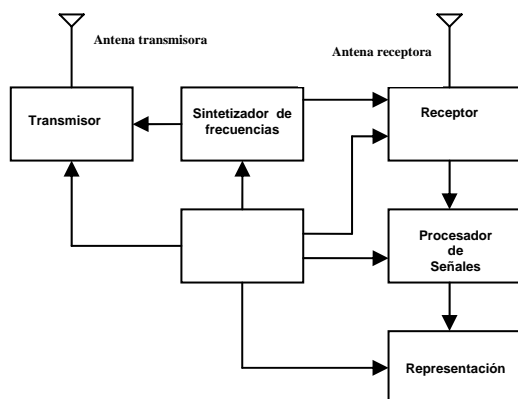 Antena transmisora
Antena receptora
Transmisor
Sintetizador de
frecuencias
Receptor
Procesador
de
Señales
Representación